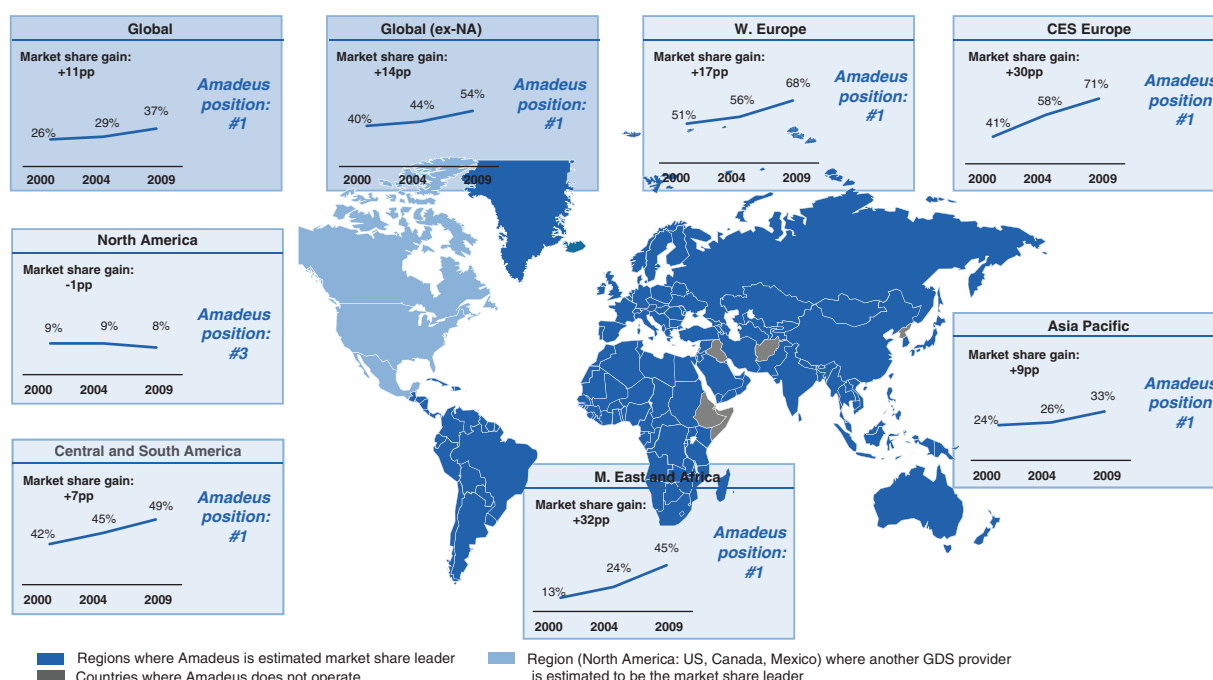 Global
Market share gain:
+11pp
Amadeus
position:
#1
26%
29%
37%
2000 2004 2009
Global (ex-NA)
Market share gain:
+14pp
Amadeus
position:
#1
40%
44%
54%
2000 2004 2009
W. Europe
Market share gain:
+17pp
Amadeus
position:
#1
51%
56%
68%
2000 2004 2009
CES Europe
Market share gain:
+30pp
Amadeus
position:
#1
41%
58%
71%
2000 2004 2009
North America
Market share gain:
-1pp
Amadeus
position:
#3
9%
9%
8%
2000 2004 2009
Asia Pacific
Market share gain:
+9pp
Amadeus
position:
#1
24%
26%
33%
2000 2004 2009
Central and South America
Market share gain:
+7pp
Amadeus
position:
#1
42%
45%
49%
2000 2004 2009
M. East and Africa
Market share gain:
+32pp
Amadeus
position:
#1
13%
24%
45%
2000 2004 2009
Regions where Amadeus is estimated market share leader
Countries where Amadeus does not operate
Region (North America: US, Canada, Mexico) where another GDS provider
is estimated to be the market share leader